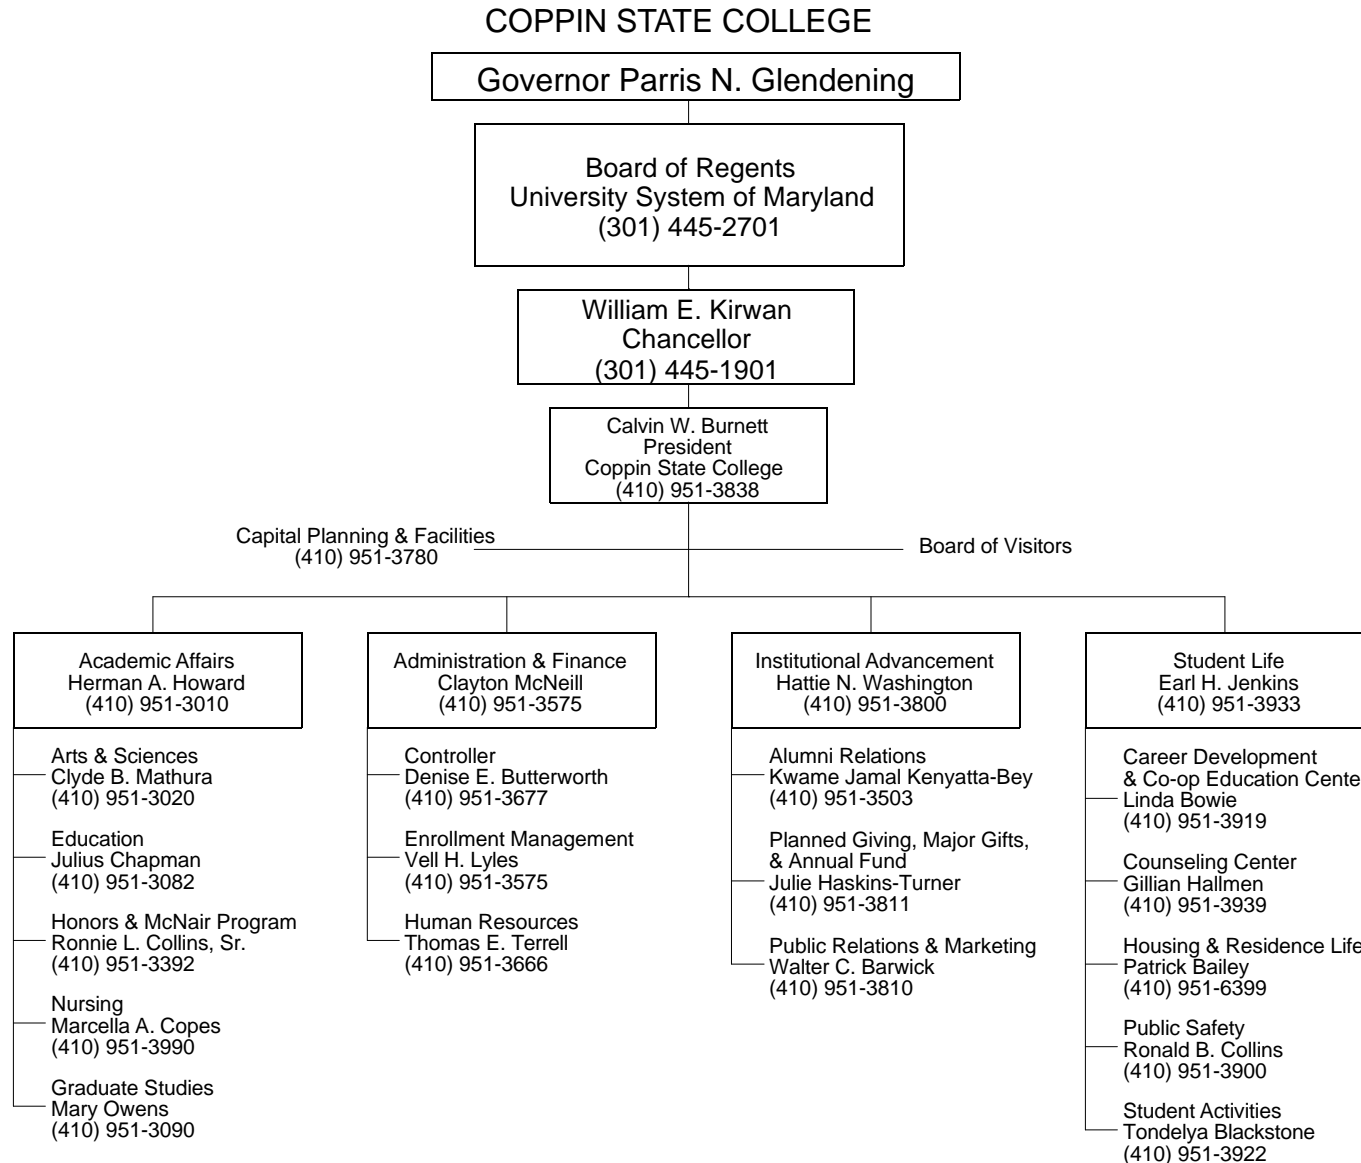 COPPIN STATE COLLEGE
Governor Parris N. Glendening
Board of Regents
University System of Maryland
(301) 445-2701
William E. Kirwan
Chancellor
(301) 445-1901
Calvin W. Burnett
President
Coppin State College
(410) 951-3838
Capital Planning & Facilities
(410) 951-3780
Board of Visitors
Academic Affairs
Herman A. Howard
(410) 951-3010
Arts & Sciences
Clyde B. Mathura
(410) 951-3020
Education
Julius Chapman
(410) 951-3082
Honors & McNair Program
Ronnie L. Collins, Sr.
(410) 951-3392
Nursing
Marcella A. Copes
(410) 951-3990
Graduate Studies
Mary Owens
(410) 951-3090
Administration & Finance
Clayton McNeill
(410) 951-3575
Controller
Denise E. Butterworth
(410) 951-3677
Enrollment Management
Vell H. Lyles
(410) 951-3575
Human Resources
Thomas E. Terrell
(410) 951-3666
Institutional Advancement
Hattie N. Washington
(410) 951-3800
Alumni Relations
Kwame Jamal Kenyatta-Bey
(410) 951-3503
Planned Giving, Major Gifts,
& Annual Fund
Julie Haskins-Turner
(410) 951-3811
Public Relations & Marketing
Walter C. Barwick
(410) 951-3810
Student Life
Earl H. Jenkins
(410) 951-3933
Career Development
& Co-op Education Cente
Linda Bowie
(410) 951-3919
Counseling Center
Gillian Hallmen
(410) 951-3939
Housing & Residence Life
Patrick Bailey
(410) 951-6399
Public Safety
Ronald B. Collins
(410) 951-3900
Student Activities
Tondelya Blackstone
(410) 951-3922